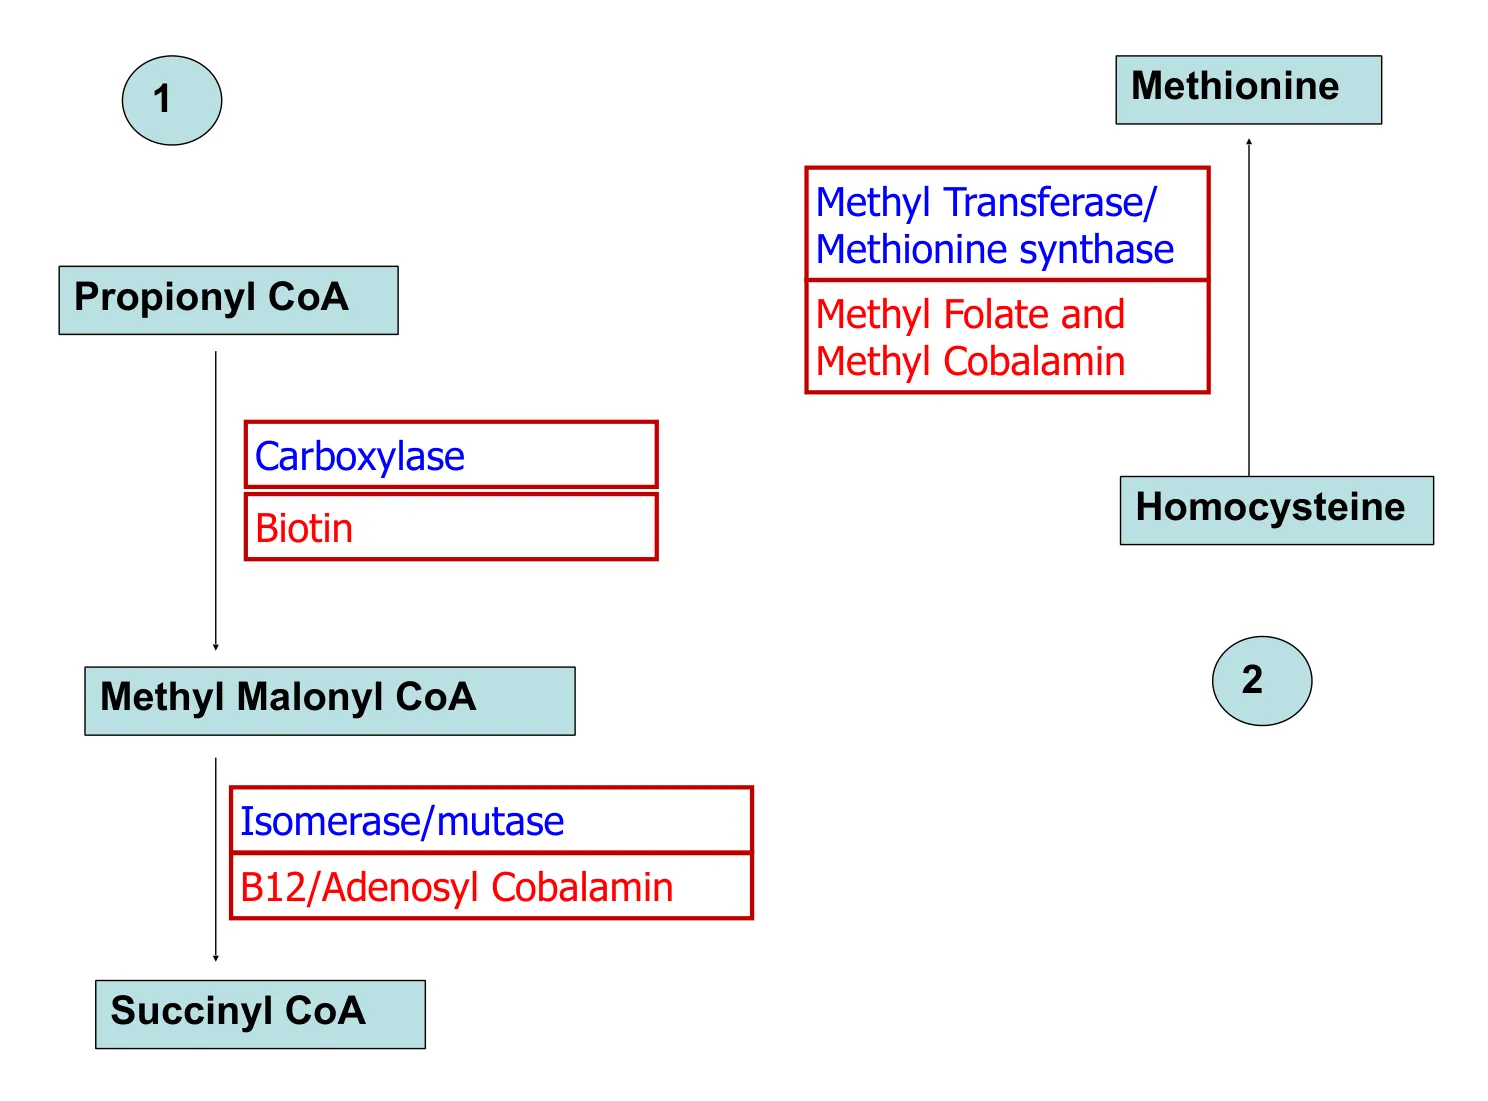 1
Propionyl CoA
Carboxylase
Biotin
Methyl Malonyl CoA
Isomerase/mutase
B12/Adenosyl Cobalamin
Succinyl CoA
Methionine
Methyl Transferase/
Methionine synthase
Methyl Folate and
Methyl Cobalamin
Homocysteine
2